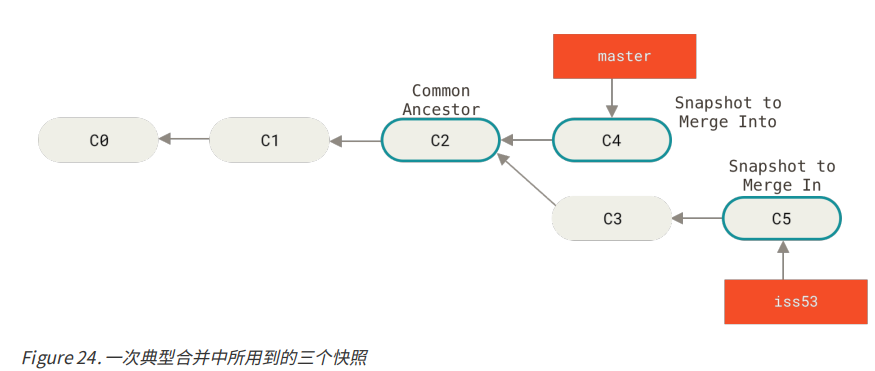 master
Common
Ancestor
Snapshot to
Merge Into
C0
C1
C2
C4
Snapshot to
Merge In
C3
C5
iss53
Figure 24. 一次典型合并中所用到的三个快照